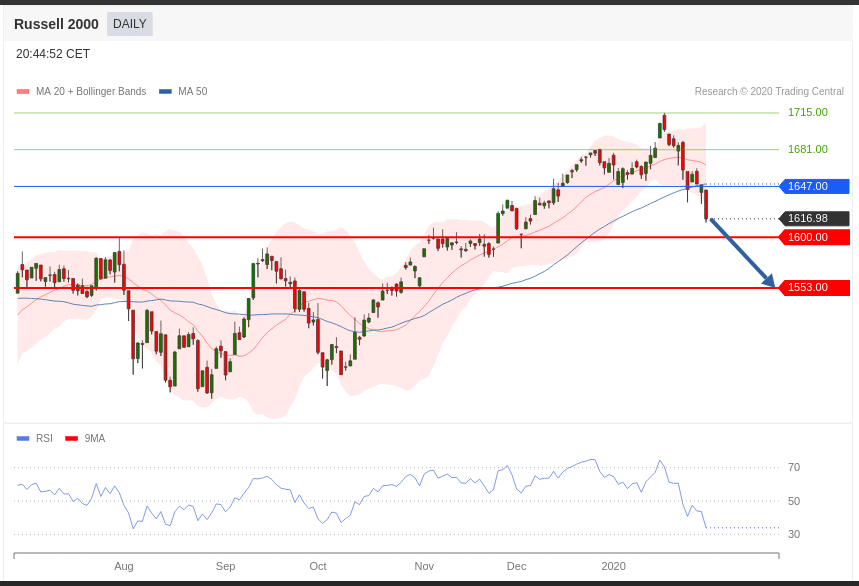 Russell 2000 DAILY
20:44:52 CET
MA 20 + Bollinger Bands MA 50 Research © 2020 Trading Central
1715.00
1681.00
1647.00
1616.98
1600.00
1553.00
RSI 9MA
70
50
30
Aug Sep Oct Nov Dec 2020